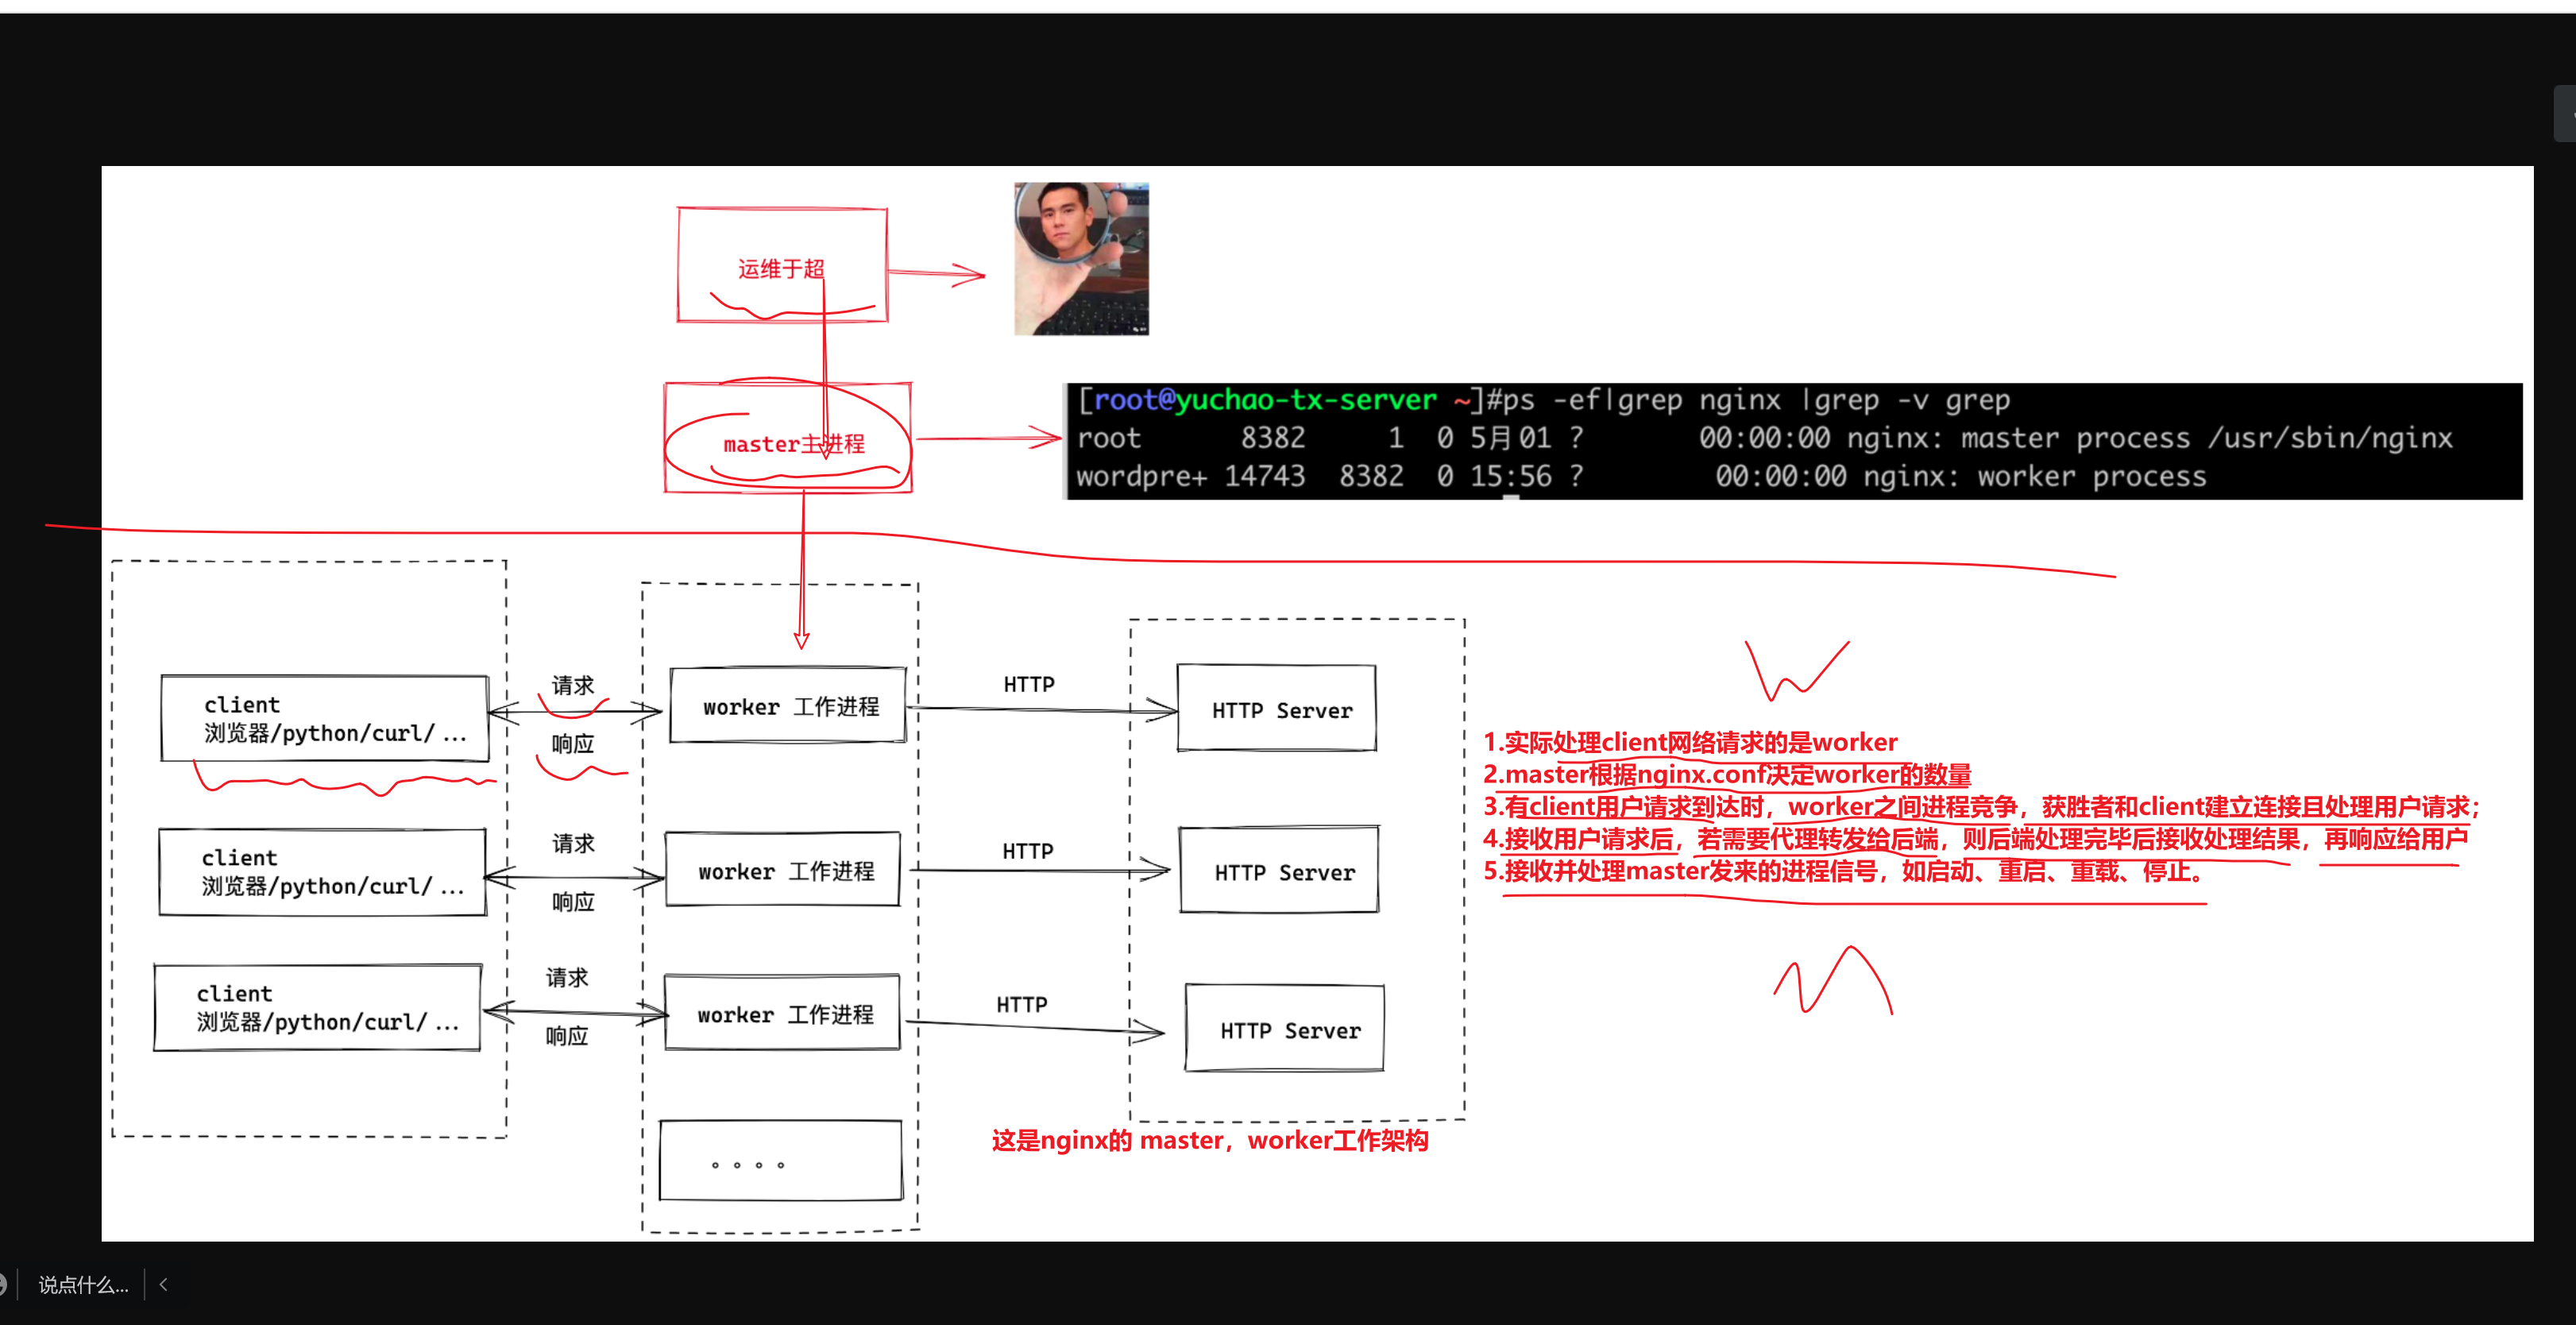 运维于超
[root@yuchao-tx-server ~]#ps -ef|grep nginx |grep -v grep
root 8382 1 0 5月01 ? 00:00:00 nginx: master process /usr/sbin/nginx
wordpre+ 14743 8382 0 15:56 ? 00:00:00 nginx: worker process
master主进程
client
浏览器/python/curl/...
请求
响应
worker 工作进程
HTTP
HTTP Server
client
浏览器/python/curl/...
请求
响应
worker 工作进程
HTTP
HTTP Server
client
浏览器/python/curl/...
请求
响应
worker 工作进程
HTTP
HTTP Server
。。。。
1.实际处理client网络请求的是worker
2.master根据nginx.conf决定worker的数量
3.有client用户请求到达时，worker之间进程竞争，获胜者和client建立连接且处理用户请求；
4.接收用户请求后，若需要代理转发给后端，则后端处理完毕后接收处理结果，再响应给用户
5.接收并处理master发来的进程信号，如启动、重启、重载、停止。
这是nginx的 master，worker工作架构
说点什么...